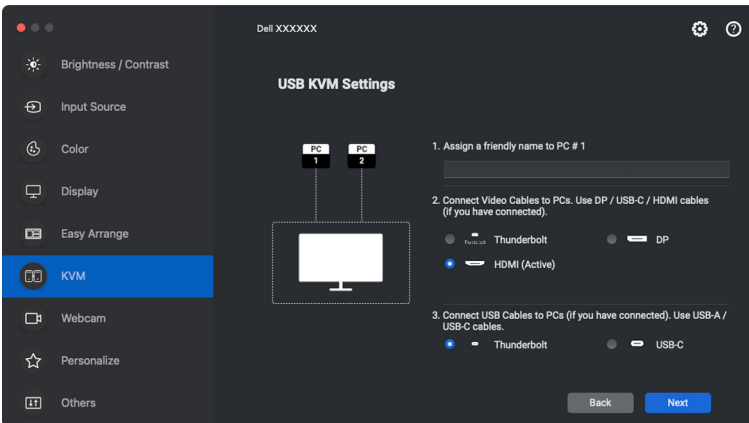 Dell XXXXXX
Brightness / Contrast
Input Source
Color
Display
Easy Arrange
KVM
Webcam
Personalize
Others
USB KVM Settings
PC
1
PC
2
1. Assign a friendly name to PC # 1
2. Connect Video Cables to PCs. Use DP / USB-C / HDMI cables
(if you have connected).
Thunderbolt
DP
HDMI (Active)
3. Connect USB Cables to PCs (if you have connected). Use USB-A /
USB-C cables.
Thunderbolt
USB-C
Back
Next